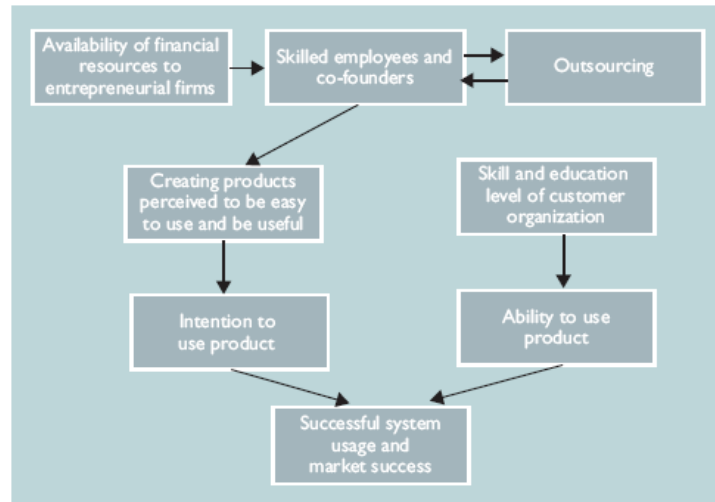 Availability of financial
resources to
entrepreneurial firms
Skilled employees and
co-founders
Outsourcing
Creating products
perceived to be easy
to use and be useful
Skill and education
level of customer
organization
Intention to
use product
Ability to use
product
Successful system
usage and
market success